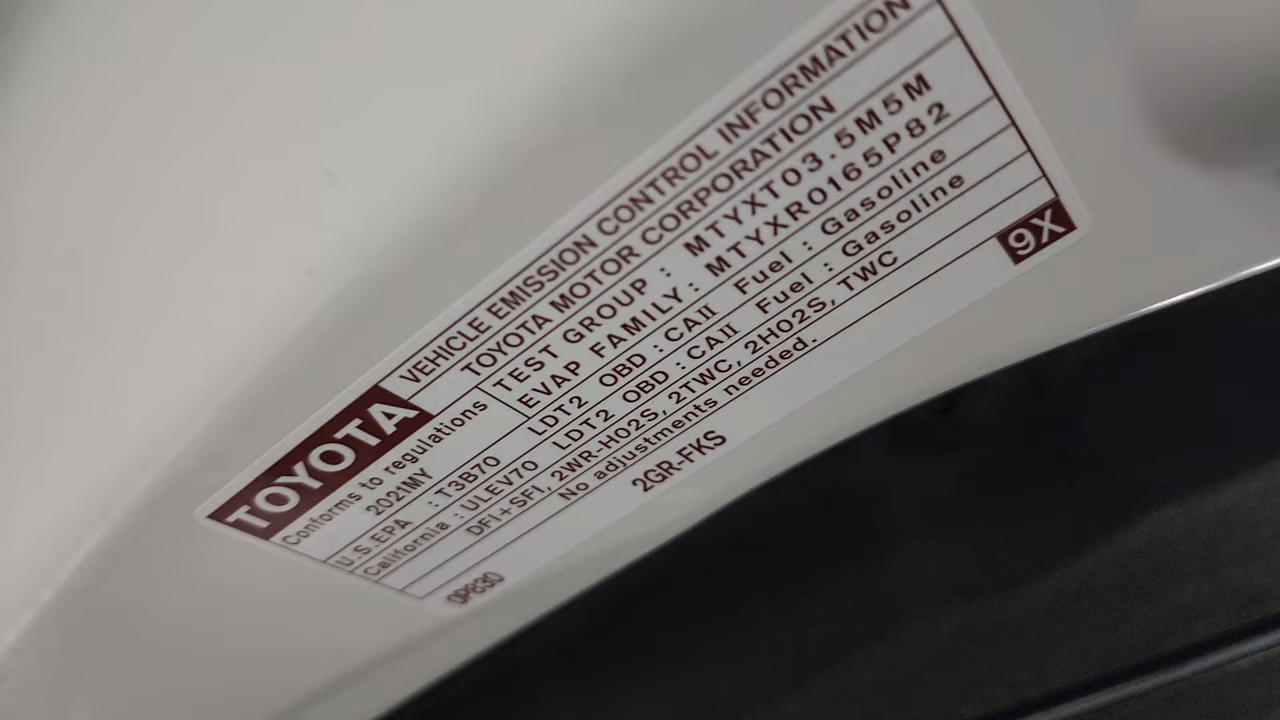 TOYOTA VEHICLE EMISSION CONTROL INFORMATION
Conforms to regulations TOYOTA MOTOR CORPORATION
2021MY TEST GROUP : MTYXT03.5M5M
EVAP FAMILY: MTYXR0165P82
U.S.EPA : T3B70 LDT2 OBD : CAII Fuel : Gasoline
California : ULEV70 LDT2 OBD : CAII Fuel : Gasoline
DFI+SFI, 2WR-HO2S, 2TWC, 2HO2S, TWC
No adjustments needed.
2GR-FKS
0P830
9X